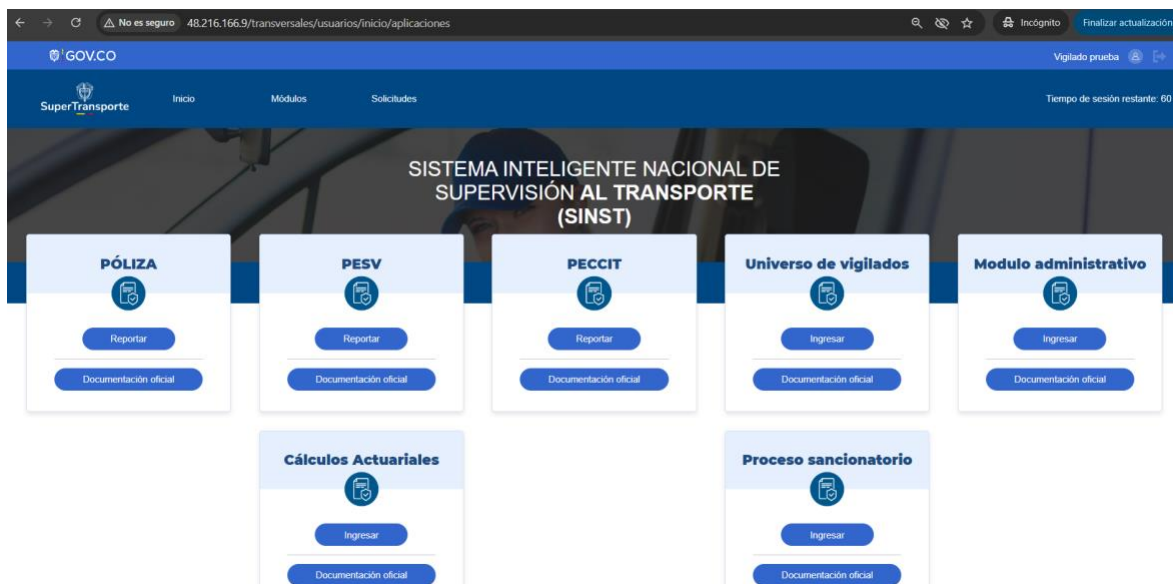 No es seguro 48.216.166.9/transversales/usuarios/inicio/aplicaciones Incógnito Finalizar actualización
GOV.CO Vigilado prueba
SuperTransporte Inicio Módulos Solicitudes Tiempo de sesión restante: 60
SISTEMA INTELIGENTE NACIONAL DE
SUPERVISIÓN AL TRANSPORTE
(SINST)
PÓLIZA PESV PECCIT Universo de vigilados Modulo administrativo
Reportar Reportar Reportar Ingresar Ingresar
Documentación oficial Documentación oficial Documentación oficial Documentación oficial Documentación oficial
Cálculos Actuariales Proceso sancionatorio
Ingresar Ingresar
Documentación oficial Documentación oficial